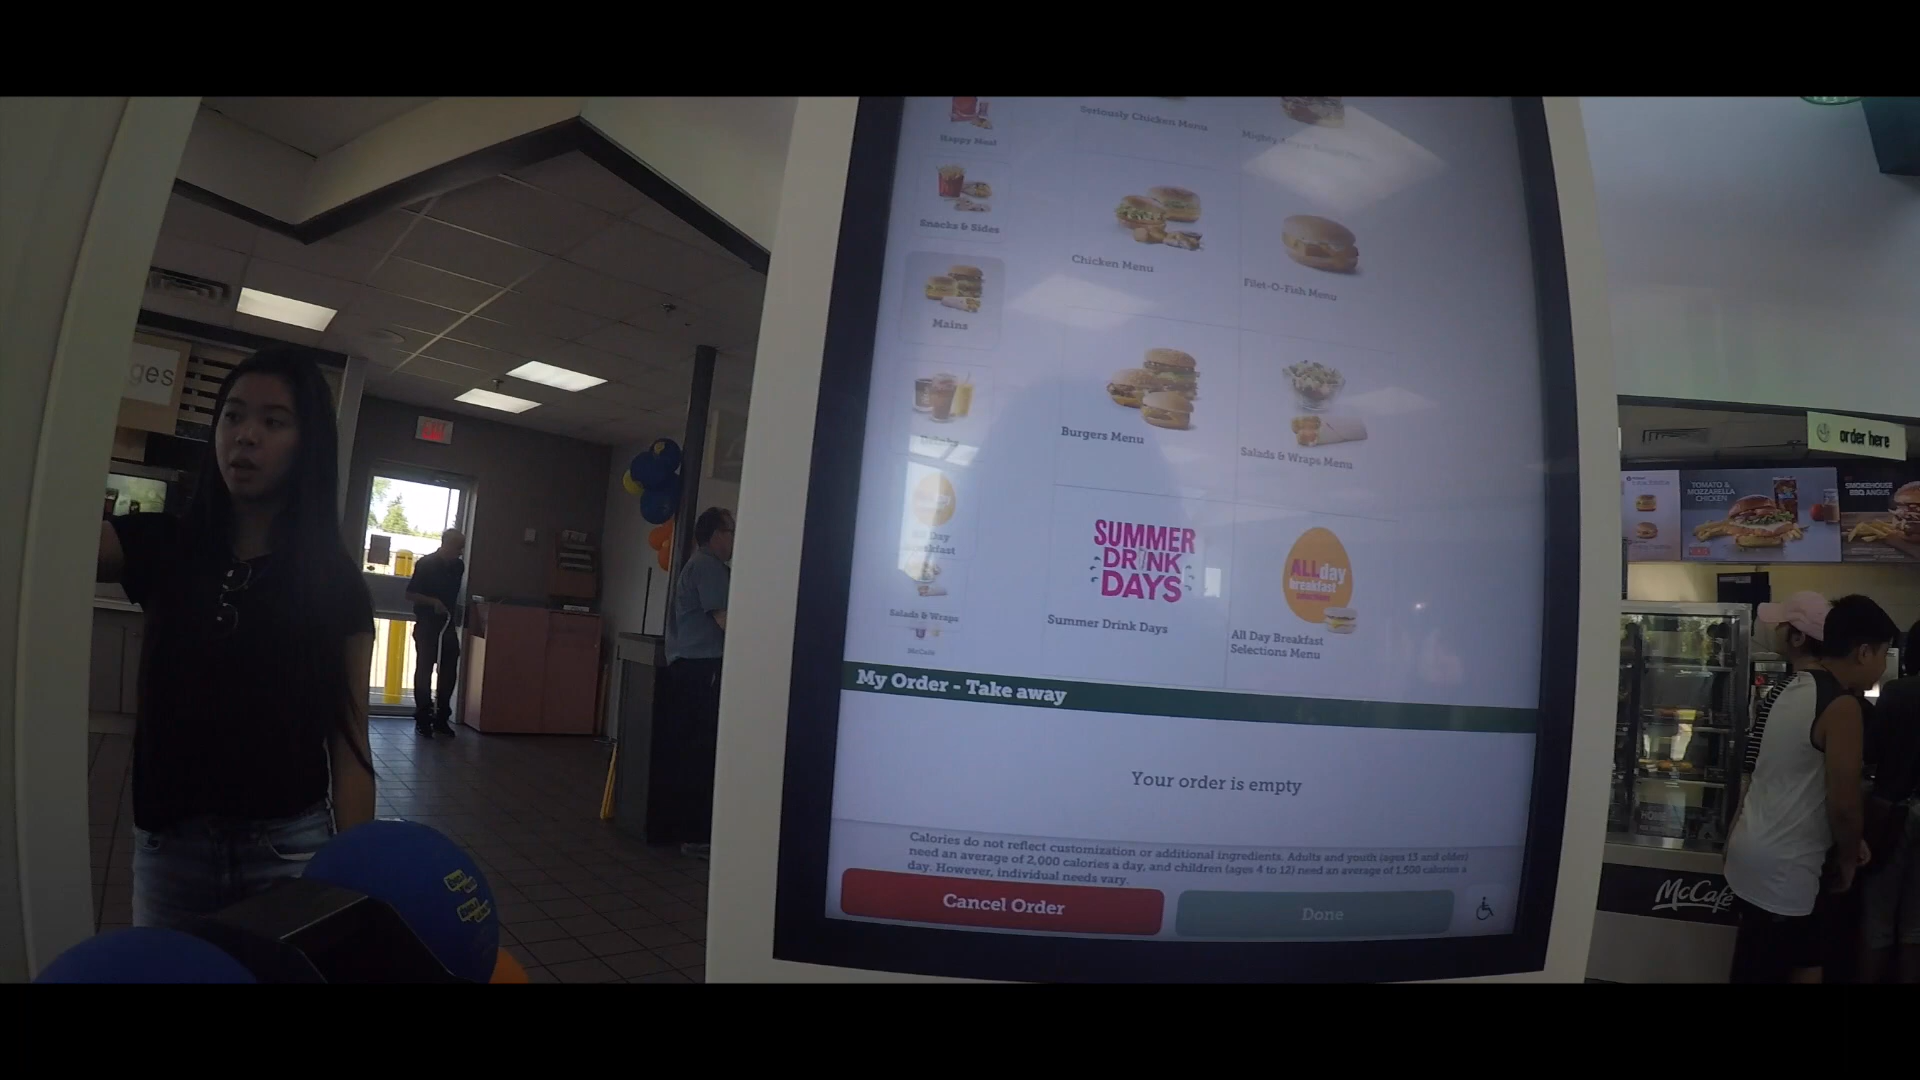 ges
Happy Meal
Snacks & Sides
Mains
All Day
Salads & Wraps
McCafé
Seriously Chicken Menu
Chicken Menu
Filet-O-Fish Menu
Burgers Menu
Salads & Wraps Menu
SUMMER
DRINK
DAYS
Summer Drink Days
ALL day
breakfast
All Day Breakfast
Selections Menu
My Order - Take away
Your order is empty
Calories do not reflect customization or additional ingredients. Adults and youth (ages 13 and older)
need an average of 2,000 calories a day, and children (ages 4 to 12) need an average of 1,500 calories a
day. However, individual needs vary.
Cancel Order
Done
order here
TOMATO &
MOZZARELLA
CHICKEN
SMOKEHOUSE
BBQ ANGUS
McCafé